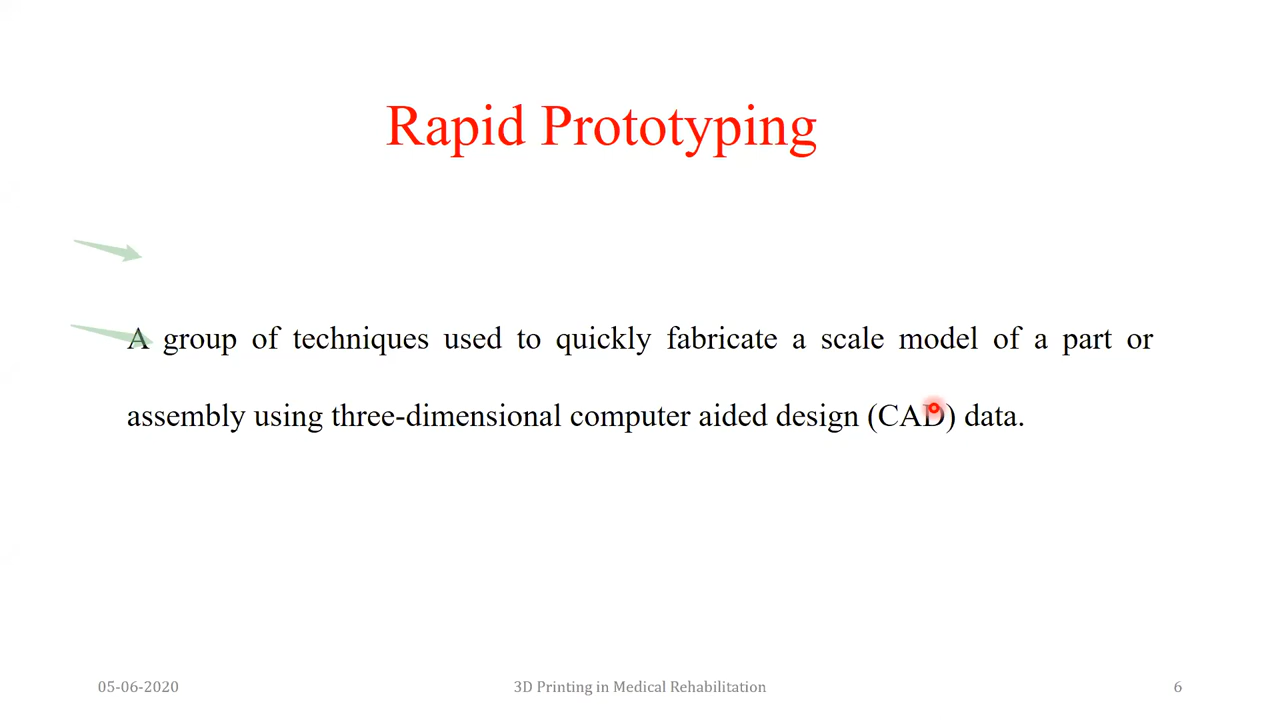 Rapid Prototyping
A group of techniques used to quickly fabricate a scale model of a part or
assembly using three-dimensional computer aided design (CAD) data.
05-06-2020 3D Printing in Medical Rehabilitation 6